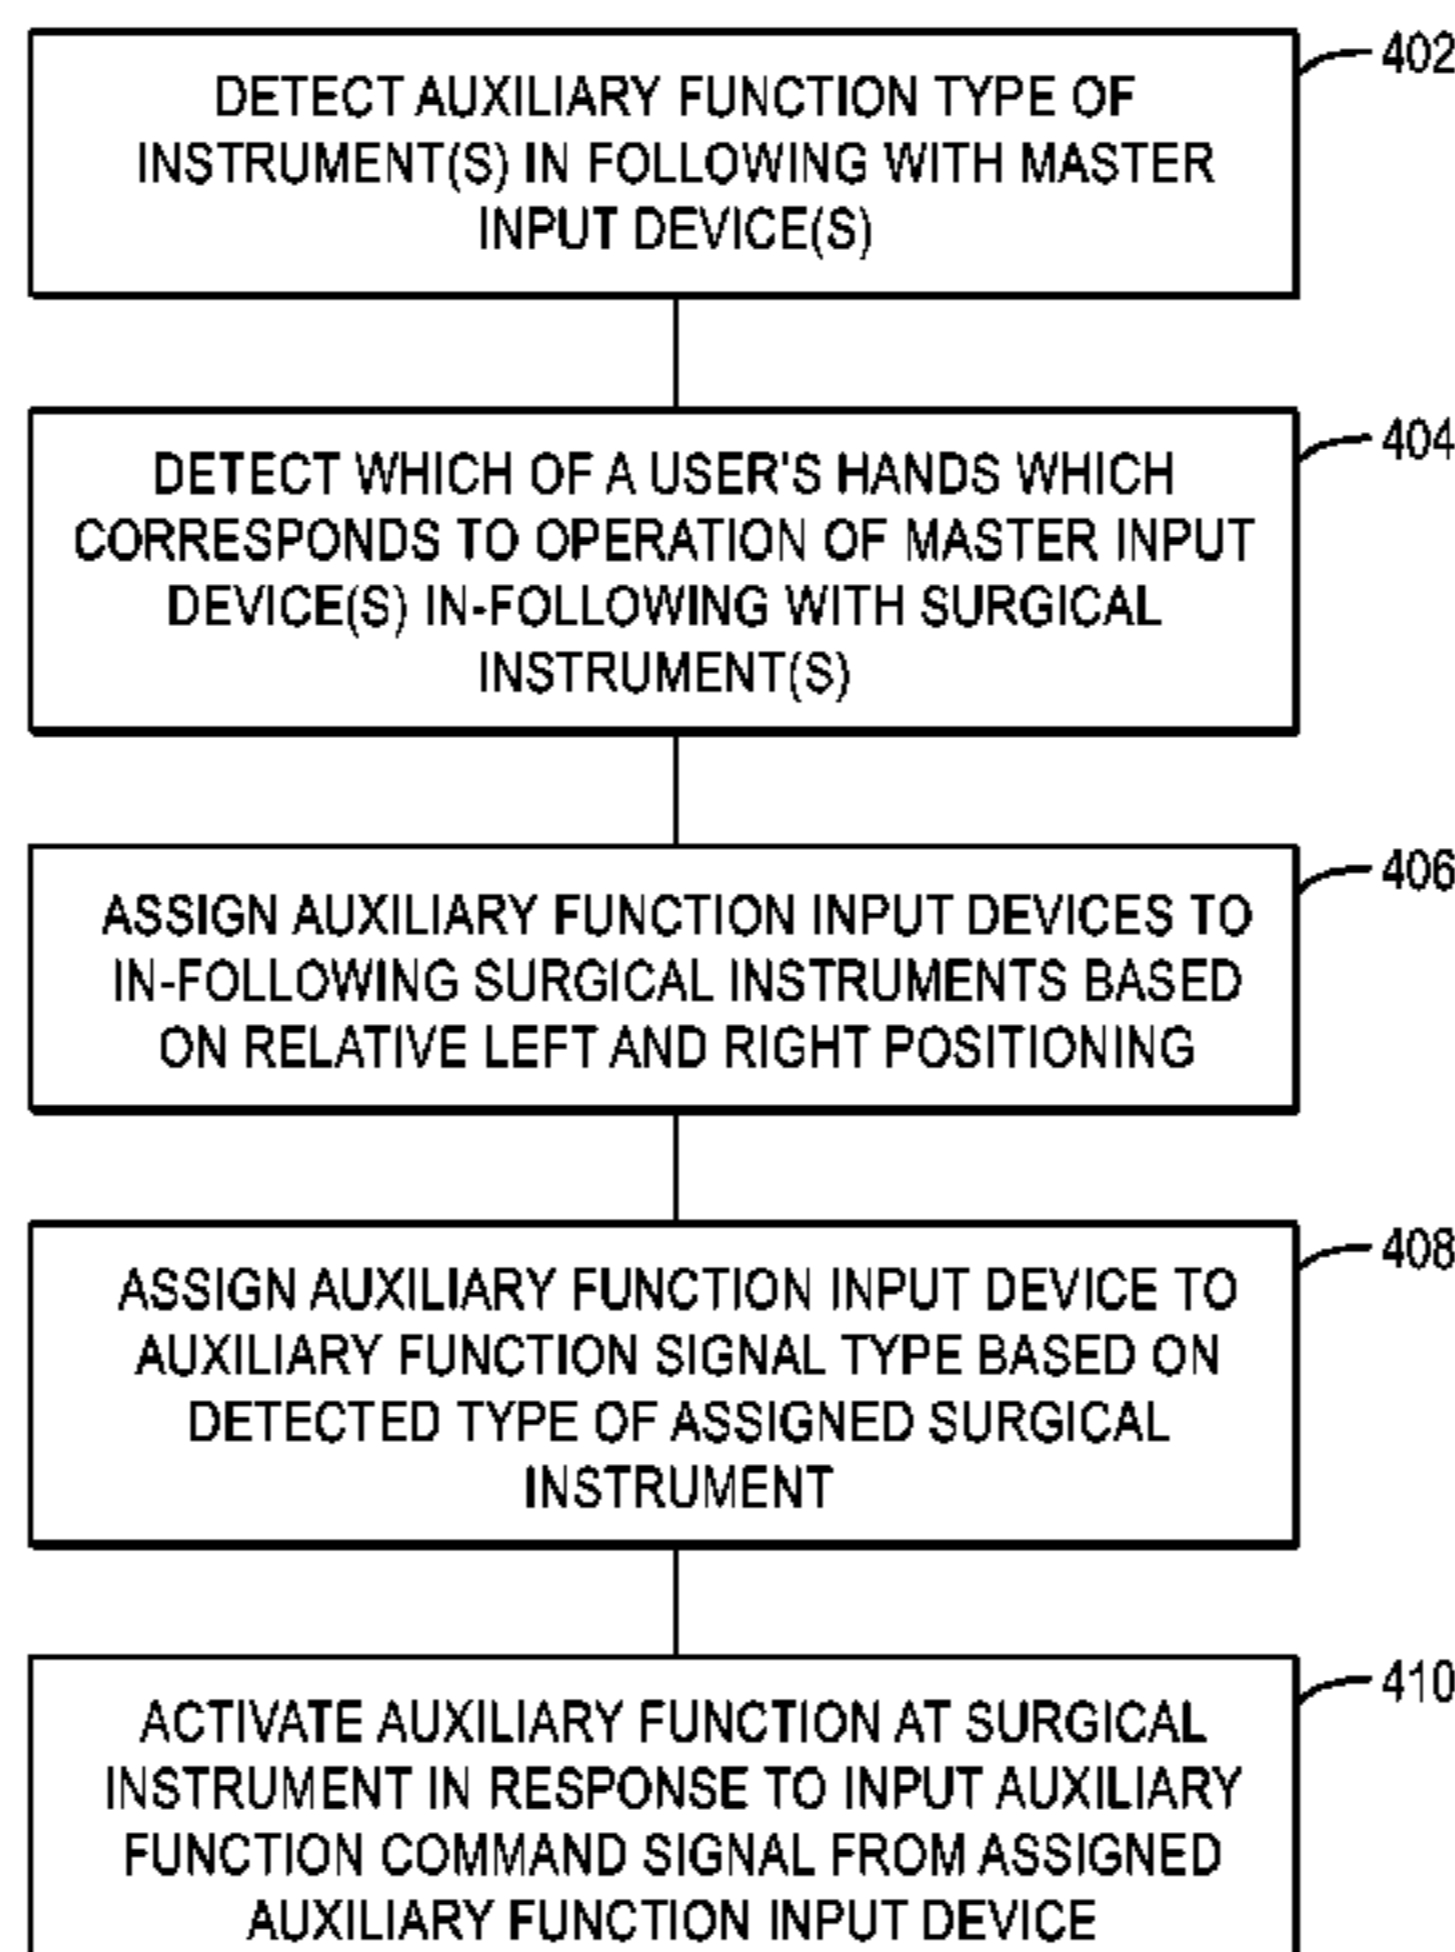 402
DETECT AUXILIARY FUNCTION TYPE OF
INSTRUMENT(S) IN FOLLOWING WITH MASTER
INPUT DEVICE(S)
404
DETECT WHICH OF A USER'S HANDS WHICH
CORRESPONDS TO OPERATION OF MASTER INPUT
DEVICE(S) IN-FOLLOWING WITH SURGICAL
INSTRUMENT(S)
406
ASSIGN AUXILIARY FUNCTION INPUT DEVICES TO
IN-FOLLOWING SURGICAL INSTRUMENTS BASED
ON RELATIVE LEFT AND RIGHT POSITIONING
408
ASSIGN AUXILIARY FUNCTION INPUT DEVICE TO
AUXILIARY FUNCTION SIGNAL TYPE BASED ON
DETECTED TYPE OF ASSIGNED SURGICAL
INSTRUMENT
410
ACTIVATE AUXILIARY FUNCTION AT SURGICAL
INSTRUMENT IN RESPONSE TO INPUT AUXILIARY
FUNCTION COMMAND SIGNAL FROM ASSIGNED
AUXILIARY FUNCTION INPUT DEVICE